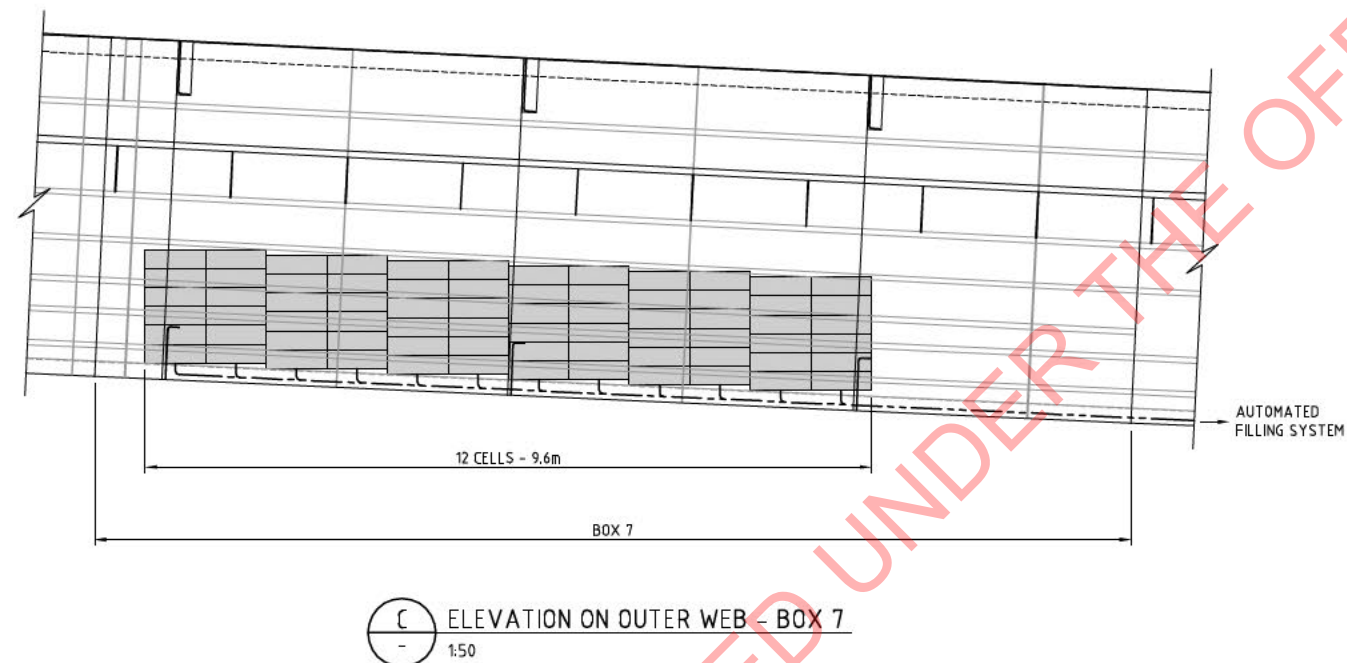 AUTOMATED
FILLING SYSTEM
12 CELLS - 9.6m
BOX 7
C
ELEVATION ON OUTER WEB - BOX 7
-
1:50
ED UNDER THE OF